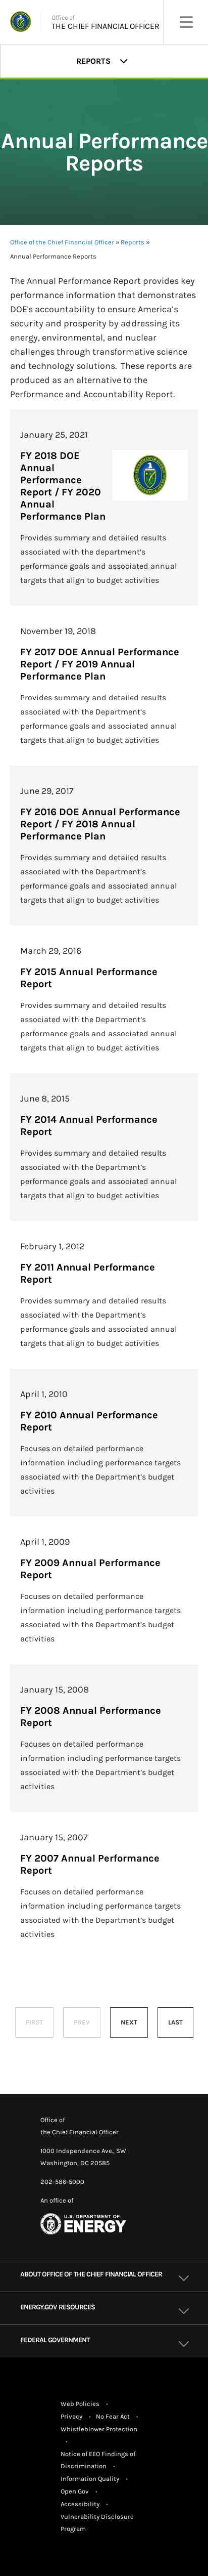 Office of
THE CHIEF FINANCIAL OFFICER
REPORTS
Annual Performance
Reports
Office of the Chief Financial Officer » Reports »
Annual Performance Reports
The Annual Performance Report provides key
performance information that demonstrates
DOE's accountability to ensure America's
security and prosperity by addressing its
energy, environmental, and nuclear
challenges through transformative science
and technology solutions.  These reports are
produced as an alternative to the
Performance and Accountability Report.
January 25, 2021
FY 2018 DOE
Annual
Performance
Report / FY 2020
Annual
Performance Plan
Provides summary and detailed results
associated with the department's
performance goals and associated annual
targets that align to budget activities
November 19, 2018
FY 2017 DOE Annual Performance
Report / FY 2019 Annual
Performance Plan
Provides summary and detailed results
associated with the Department's
performance goals and associated annual
targets that align to budget activities
June 29, 2017
FY 2016 DOE Annual Performance
Report / FY 2018 Annual
Performance Plan
Provides summary and detailed results
associated with the Department's
performance goals and associated annual
targets that align to budget activities
March 29, 2016
FY 2015 Annual Performance
Report
Provides summary and detailed results
associated with the Department's
performance goals and associated annual
targets that align to budget activities
June 8, 2015
FY 2014 Annual Performance
Report
Provides summary and detailed results
associated with the Department's
performance goals and associated annual
targets that align to budget activities
February 1, 2012
FY 2011 Annual Performance
Report
Provides summary and detailed results
associated with the Department's
performance goals and associated annual
targets that align to budget activities
April 1, 2010
FY 2010 Annual Performance
Report
Focuses on detailed performance
information including performance targets
associated with the Department's budget
activities
April 1, 2009
FY 2009 Annual Performance
Report
Focuses on detailed performance
information including performance targets
associated with the Department's budget
activities
January 15, 2008
FY 2008 Annual Performance
Report
Focuses on detailed performance
information including performance targets
associated with the Department's budget
activities
January 15, 2007
FY 2007 Annual Performance
Report
Focuses on detailed performance
information including performance targets
associated with the Department's budget
activities
FIRST PREV NEXT LAST
Office of
the Chief Financial Officer
1000 Independence Ave., SW
Washington, DC 20585
202-586-5000
An office of
U.S. DEPARTMENT OF
ENERGY
ABOUT OFFICE OF THE CHIEF FINANCIAL OFFICER
ENERGY.GOV RESOURCES
FEDERAL GOVERNMENT
Web Policies •
Privacy • No Fear Act •
Whistleblower Protection
•
Notice of EEO Findings of
Discrimination •
Information Quality •
Open Gov •
Accessibility •
Vulnerability Disclosure
Program